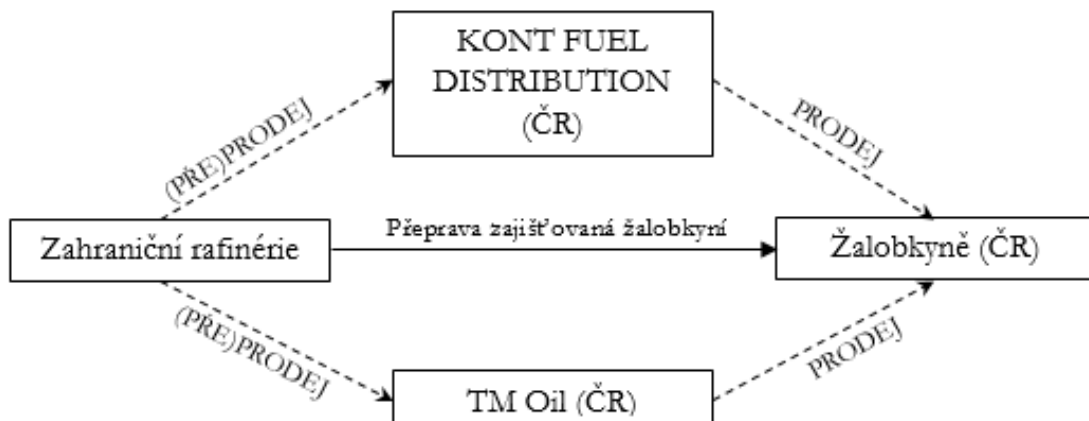 KONT FUEL
DISTRIBUTION
(ČR)
(PŘE)PRODEJ
PRODEJ
Přeprava zajišťovaná žalobkyní
Zahraniční rafinérie
Žalobkyně (ČR)
(PŘE)PRODEJ
PRODEJ
TM Oil (ČR)